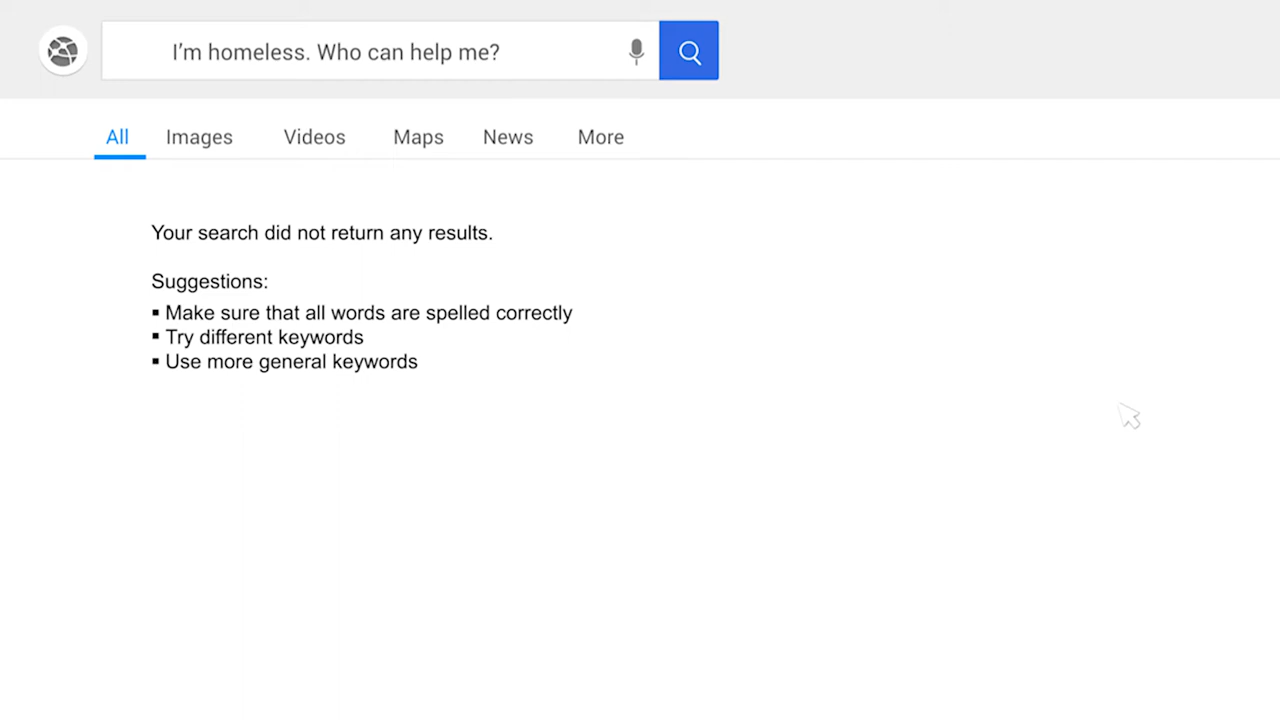 I’m homeless. Who can help me?
All Images Videos Maps News More
Your search did not return any results.
Suggestions:
▪ Make sure that all words are spelled correctly
▪ Try different keywords
▪ Use more general keywords